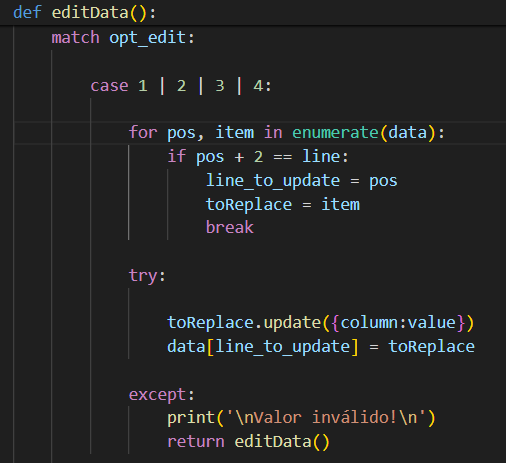 def editData():
match opt_edit:
case 1 | 2 | 3 | 4:
for pos, item in enumerate(data):
if pos + 2 == line:
line_to_update = pos
toReplace = item
break
try:
toReplace.update({column:value})
data[line_to_update] = toReplace
except:
print('\nValor inválido!\n')
return editData()